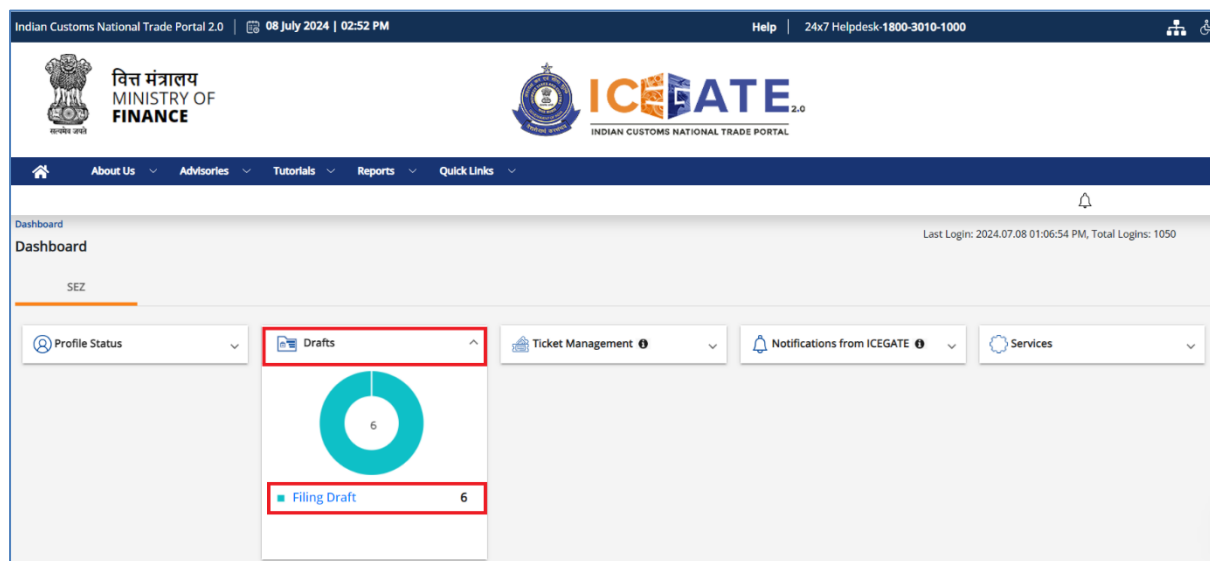 Indian Customs National Trade Portal 2.0 | 08 July 2024 | 02:52 PM Help | 24x7 Helpdesk-1800-3010-1000
वित्त मंत्रालय
MINISTRY OF
FINANCE
सत्यमेव जयते
ICEGATE 2.0
INDIAN CUSTOMS NATIONAL TRADE PORTAL
About Us Advisories Tutorials Reports Quick Links
Dashboard
Last Login: 2024.07.08 01:06:54 PM, Total Logins: 1050
Dashboard
SEZ
Profile Status Drafts Ticket Management Notifications from ICEGATE Services
6
Filing Draft 6